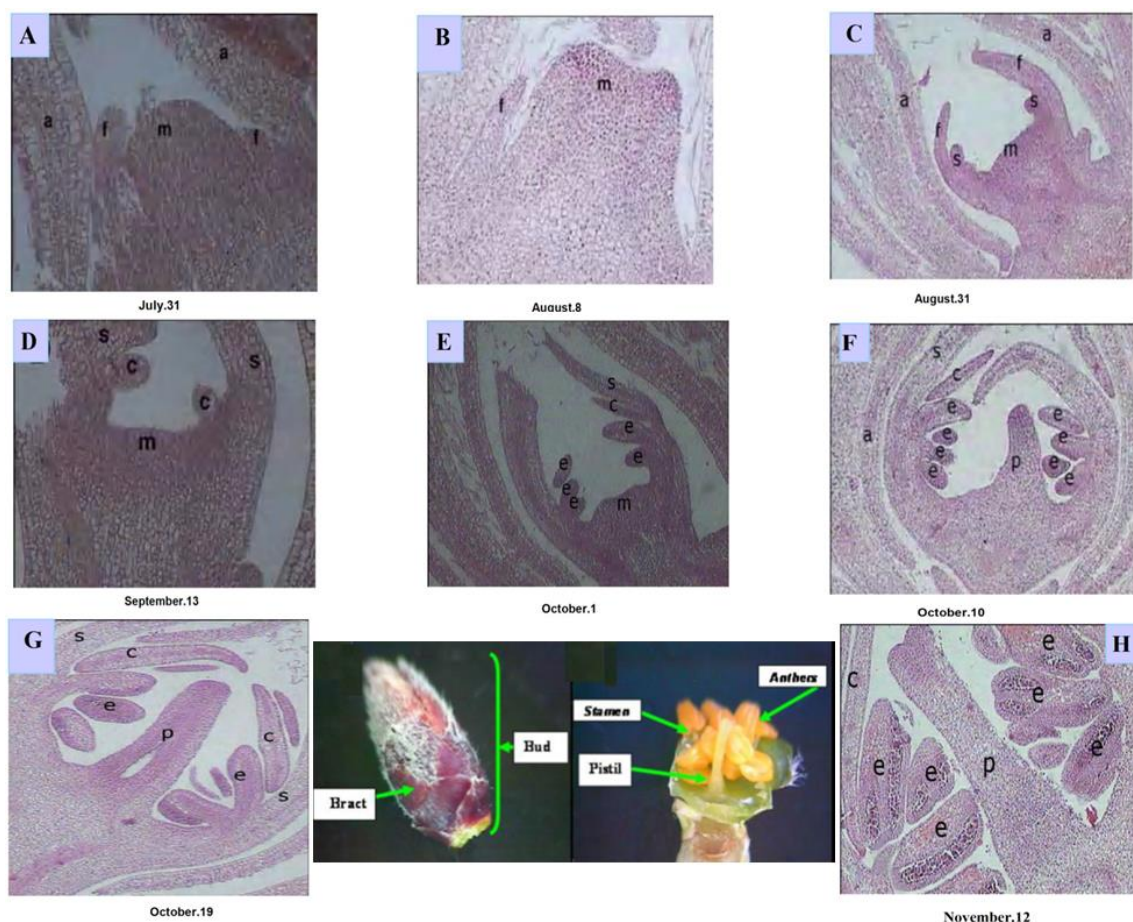 A
a
a
f
m
f
July.31
B
m
f
August.8
C
a
f
a
s
f
s
m
August.31
D
s
s
c
c
m
September.13
E
s
c
e
e
e
e
e
m
October.1
F
s
c
e
e
e
e
e
e
a
e
e
p
October.10
G
s
c
e
p
c
e
s
October.19
Bud
Bract
Anthers
Stamen
Pistil
H
e
c
e
e
e
e
p
e
November.12